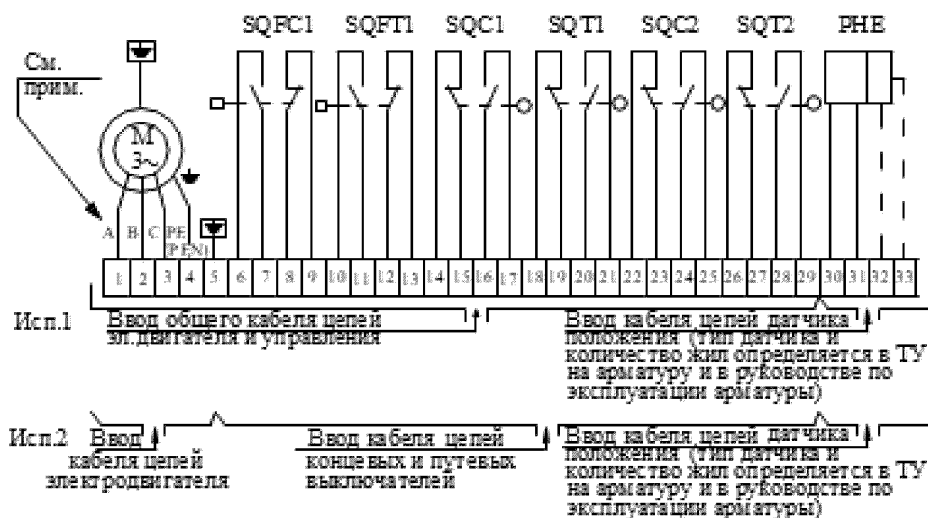 SQFC1 SQFT1 SQC1 SQT1 SQC2 SQT2 PHE
См.
прим.
М
3~
А В С PE
(PEN)
1 2 3 4 5 6 7 8 9 10 11 12 13 14 15 16 17 18 19 20 21 22 23 24 25 26 27 28 29 30 31 32 33
Исп.1
Ввод общего кабеля цепей
эл.двигателя и управления
Ввод кабеля цепей датчика
положения (тип датчика и
количество жил определяется в ТУ
на арматуру и в руководстве по
эксплуатации арматуры)
Исп.2
Ввод
кабеля цепей
электродвигателя
Ввод кабеля цепей
концевых и путевых
выключателей
Ввод кабеля цепей датчика
положения (тип датчика и
количество жил определяется в ТУ
на арматуру и в руководстве по
эксплуатации арматуры)